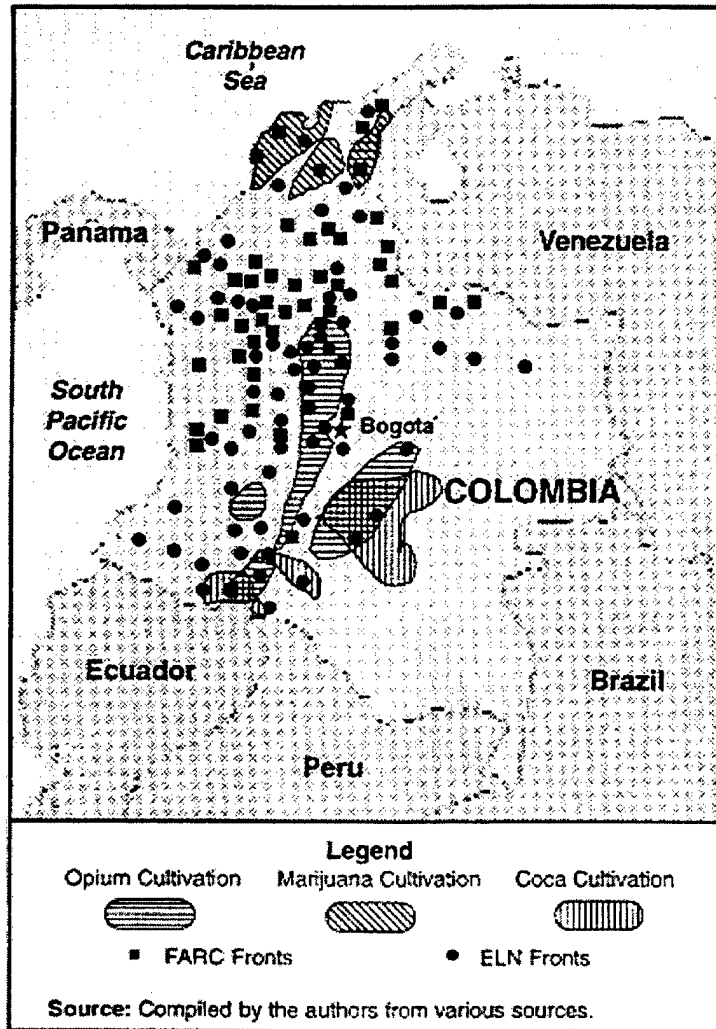 Caribbean
Sea
Panama
Venezuela
South
Pacific
Ocean
Bogotá
COLOMBIA
Ecuador
Brazil
Peru
Legend
Opium Cultivation Marijuana Cultivation Coca Cultivation
FARC Fronts ELN Fronts
Source: Compiled by the authors from various sources.